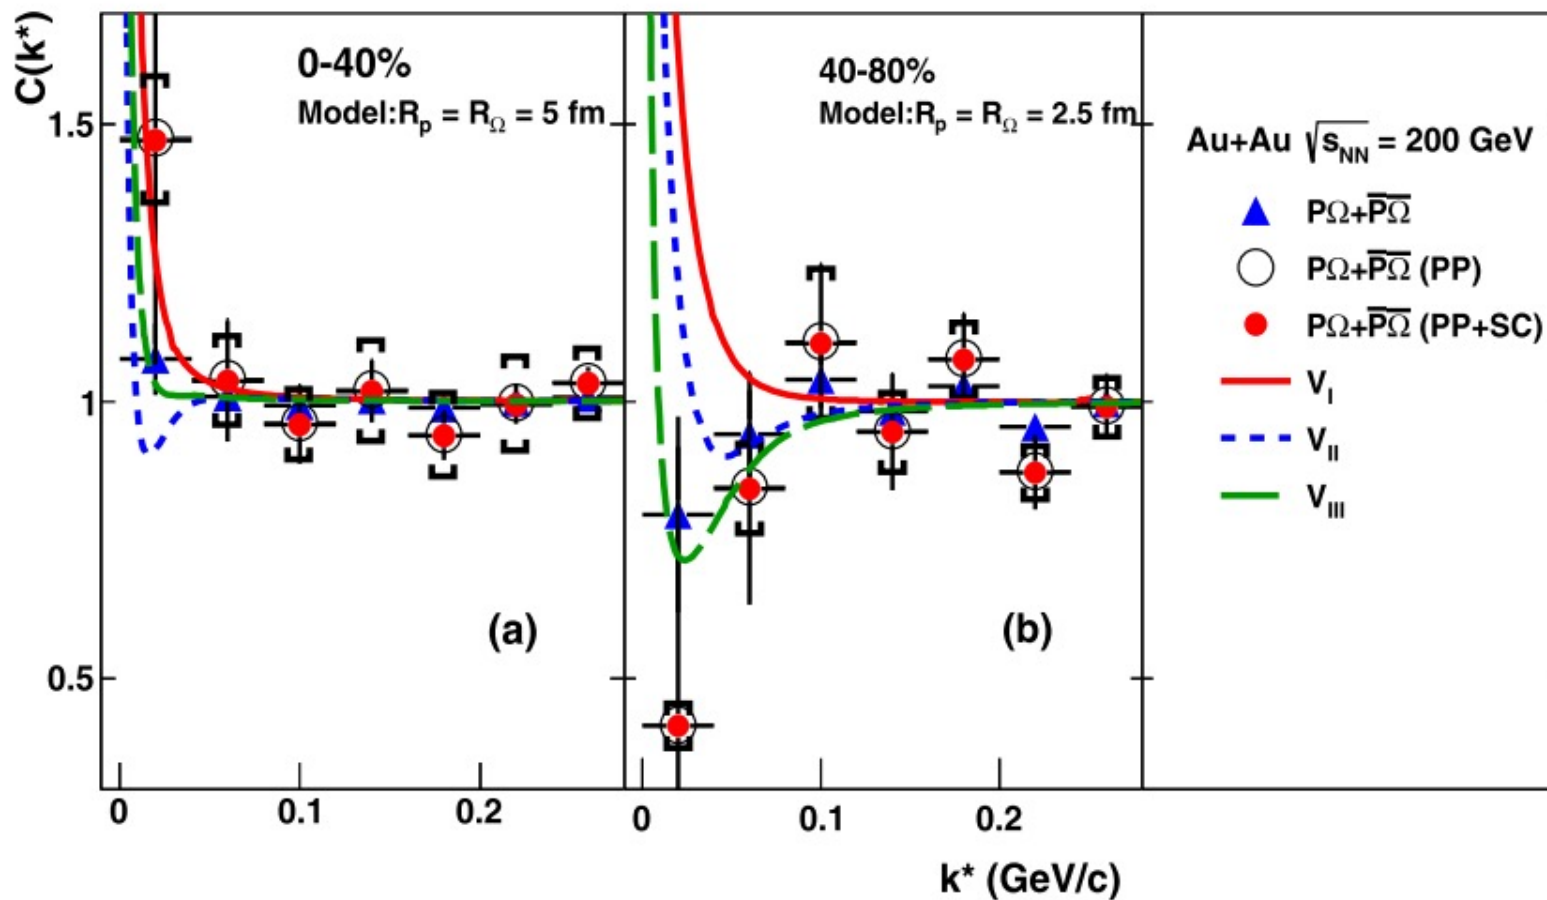 C(k*)
0-40%
Model:R_p = R_Ω = 5 fm
40-80%
Model:R_p = R_Ω = 2.5 fm
1.5
1
0.5
(a)
(b)
0
0.1
0.2
0
0.1
0.2
k* (GeV/c)
Au+Au √s_NN = 200 GeV
PΩ+P̅Ω̅
PΩ+P̅Ω̅ (PP)
PΩ+P̅Ω̅ (PP+SC)
V_I
V_II
V_III